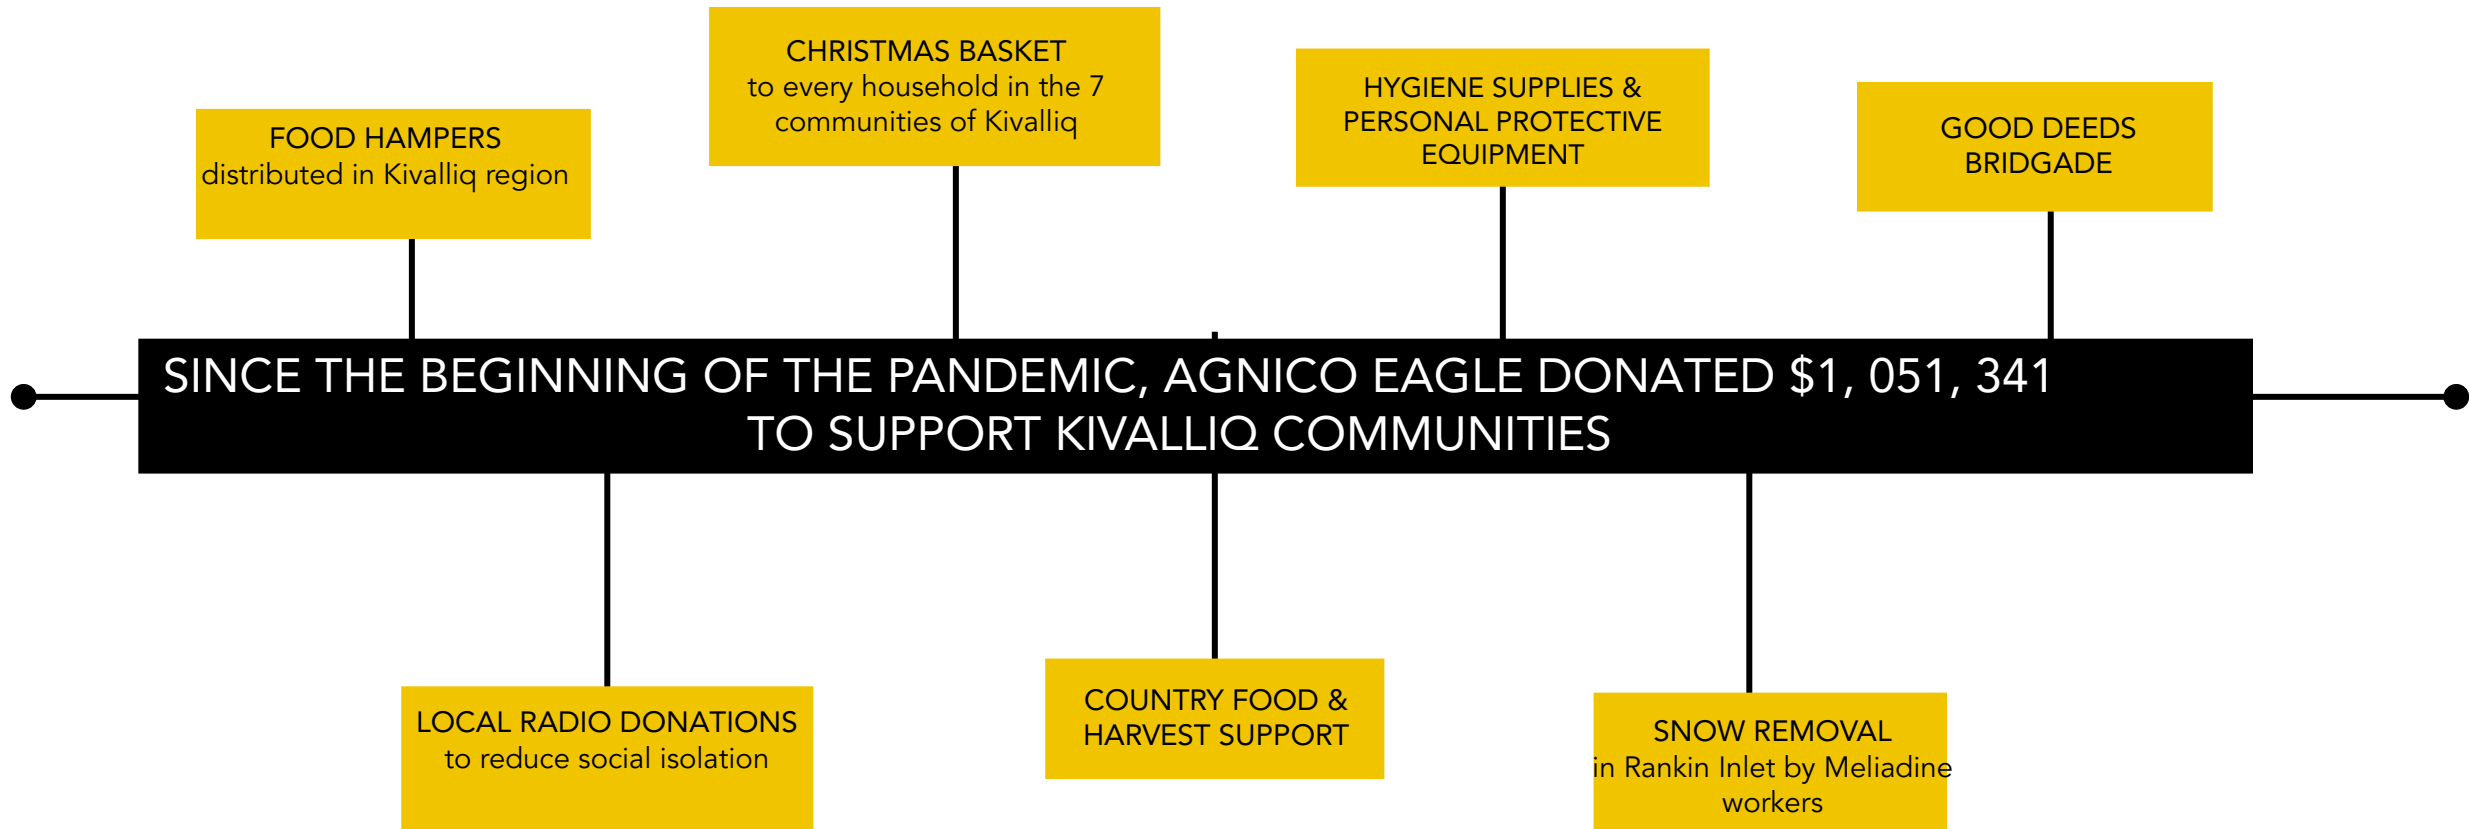 CHRISTMAS BASKET
to every household in the 7
communities of Kivalliq
HYGIENE SUPPLIES &
PERSONAL PROTECTIVE
EQUIPMENT
GOOD DEEDS
BRIDGADE
FOOD HAMPERS
distributed in Kivalliq region
SINCE THE BEGINNING OF THE PANDEMIC, AGNICO EAGLE DONATED $1, 051, 341
TO SUPPORT KIVALLIQ COMMUNITIES
LOCAL RADIO DONATIONS
to reduce social isolation
COUNTRY FOOD &
HARVEST SUPPORT
SNOW REMOVAL
in Rankin Inlet by Meliadine
workers